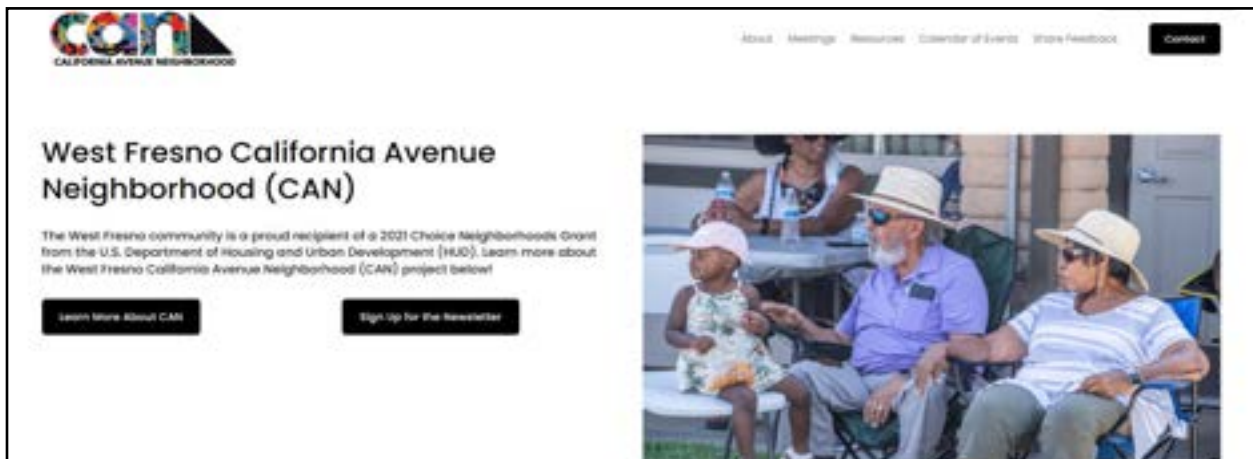 can
CALIFORNIA AVENUE NEIGHBORHOOD
About Meetings Resources Calendar of Events Share Feedback Contact
West Fresno California Avenue
Neighborhood (CAN)
The West Fresno community is a proud recipient of a 2021 Choice Neighborhoods Grant
from the U.S. Department of Housing and Urban Development (HUD). Learn more about
the West Fresno California Avenue Neighborhood (CAN) project below!
Learn More About CAN Sign Up for the Newsletter